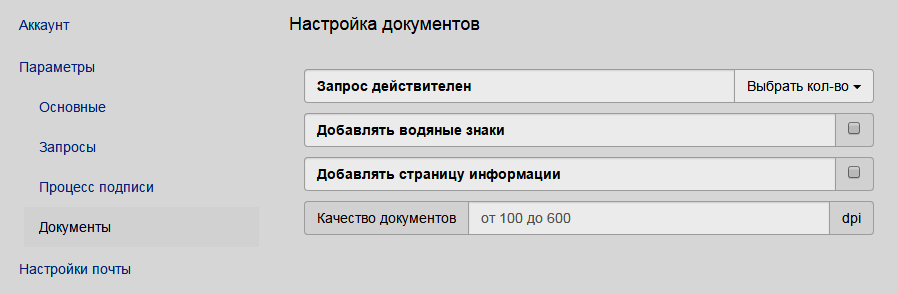 Аккаунт
Параметры
Основные
Запросы
Процесс подписи
Документы
Настройки почты
Настройка документов
Запрос действителен Выбрать кол-во
Добавлять водяные знаки
Добавлять страницу информации
Качество документов от 100 до 600 dpi